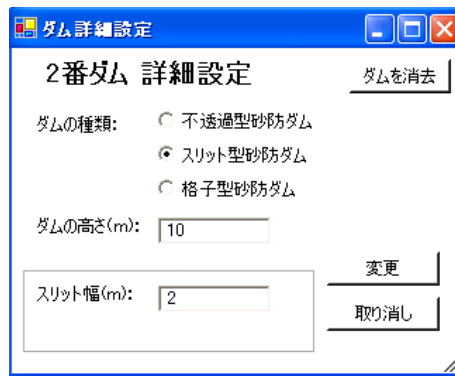 ダム詳細設定
2番ダム 詳細設定
ダムを消去
ダムの種類:
不透過型砂防ダム
スリット型砂防ダム
格子型砂防ダム
ダムの高さ(m):
10
スリット幅(m):
2
変更
取り消し